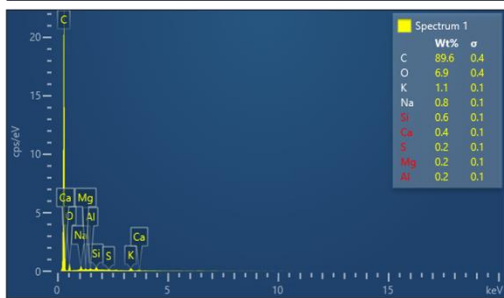 Spectrum 1
Wt% σ
C 89.6 0.4
O 6.9 0.4
K 1.1 0.1
Na 0.8 0.1
Si 0.6 0.1
Ca 0.4 0.1
S 0.2 0.1
Mg 0.2 0.1
Al 0.2 0.1
C
20
15
cps/eV
10
Ca Mg
5
O Al
Na Ca
Si S K
0
0 5 10 15 keV